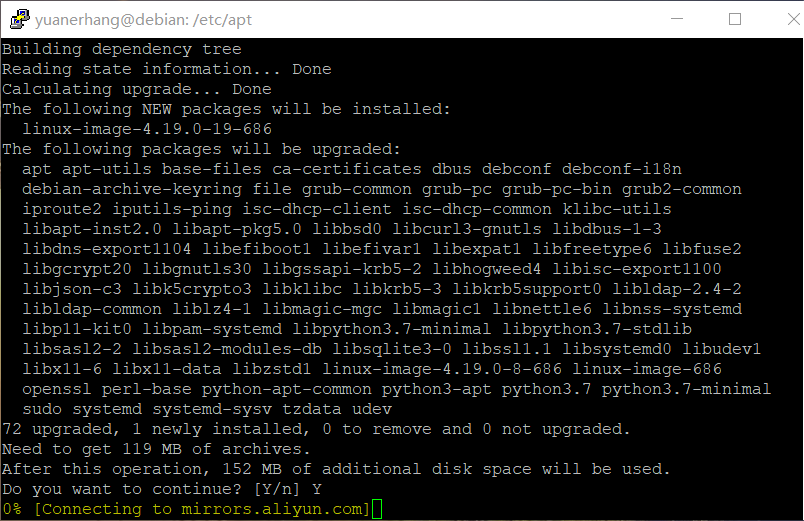 yuanerhang@debian: /etc/apt
Building dependency tree
Reading state information... Done
Calculating upgrade... Done
The following NEW packages will be installed:
  linux-image-4.19.0-19-686
The following packages will be upgraded:
  apt apt-utils base-files ca-certificates dbus debconf debconf-i18n
  debian-archive-keyring file grub-common grub-pc grub-pc-bin grub2-common
  iproute2 iputils-ping isc-dhcp-client isc-dhcp-common klibc-utils
  libapt-inst2.0 libapt-pkg5.0 libbsd0 libcurl3-gnutls libdbus-1-3
  libdns-export1104 libefiboot1 libefivar1 libexpat1 libfreetype6 libfuse2
  libgcrypt20 libgnutls30 libgssapi-krb5-2 libhogweed4 libisc-export1100
  libjson-c3 libk5crypto3 libklibc libkrb5-3 libkrb5support0 libldap-2.4-2
  libldap-common liblz4-1 libmagic-mgc libmagic1 libnettle6 libnss-systemd
  libp11-kit0 libpam-systemd libpython3.7-minimal libpython3.7-stdlib
  libsasl2-2 libsasl2-modules-db libsqlite3-0 libssl1.1 libsystemd0 libudev1
  libx11-6 libx11-data libzstd1 linux-image-4.19.0-8-686 linux-image-686
  openssl perl-base python-apt-common python3-apt python3.7 python3.7-minimal
  sudo systemd systemd-sysv tzdata udev
72 upgraded, 1 newly installed, 0 to remove and 0 not upgraded.
Need to get 119 MB of archives.
After this operation, 152 MB of additional disk space will be used.
Do you want to continue? [Y/n] Y
0% [Connecting to mirrors.aliyun.com]